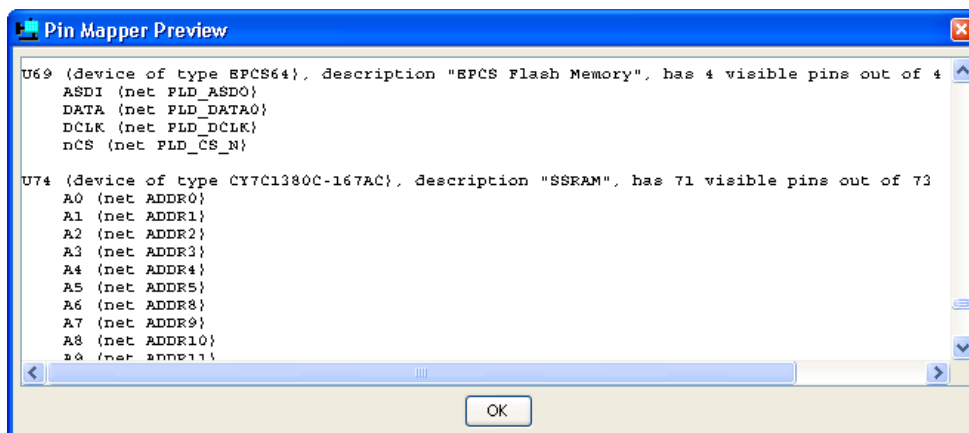 Pin Mapper Preview
U69 (device of type EPCS64), description "EPCS Flash Memory", has 4 visible pins out of 4
ASDI (net PLD_ASDO)
DATA (net PLD_DATA0)
DCLK (net PLD_DCLK)
nCS (net PLD_CS_N)
U74 (device of type CY7C1380C-167AC), description "SSRAM", has 71 visible pins out of 73
A0 (net ADDR0)
A1 (net ADDR1)
A2 (net ADDR2)
A3 (net ADDR3)
A4 (net ADDR4)
A5 (net ADDR5)
A6 (net ADDR8)
A7 (net ADDR9)
A8 (net ADDR10)
A9 (net ADDR11)
OK